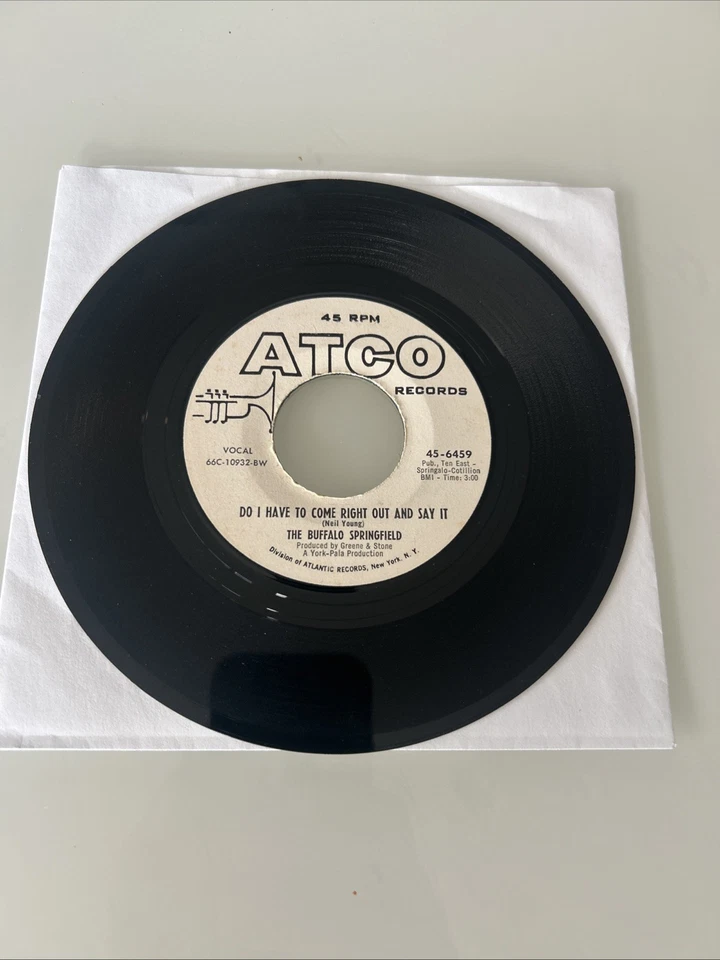 45 RPM
ATCO
RECORDS
VOCAL
66C-10932-BW
45-6459
Pub., Ten East -
Springalo-Cotillion
BMI - Time: 3:00
DO I HAVE TO COME RIGHT OUT AND SAY IT
(Neil Young)
THE BUFFALO SPRINGFIELD
Produced by Greene & Stone
A York-Pala Production
Division of ATLANTIC RECORDS, New York, N. Y.